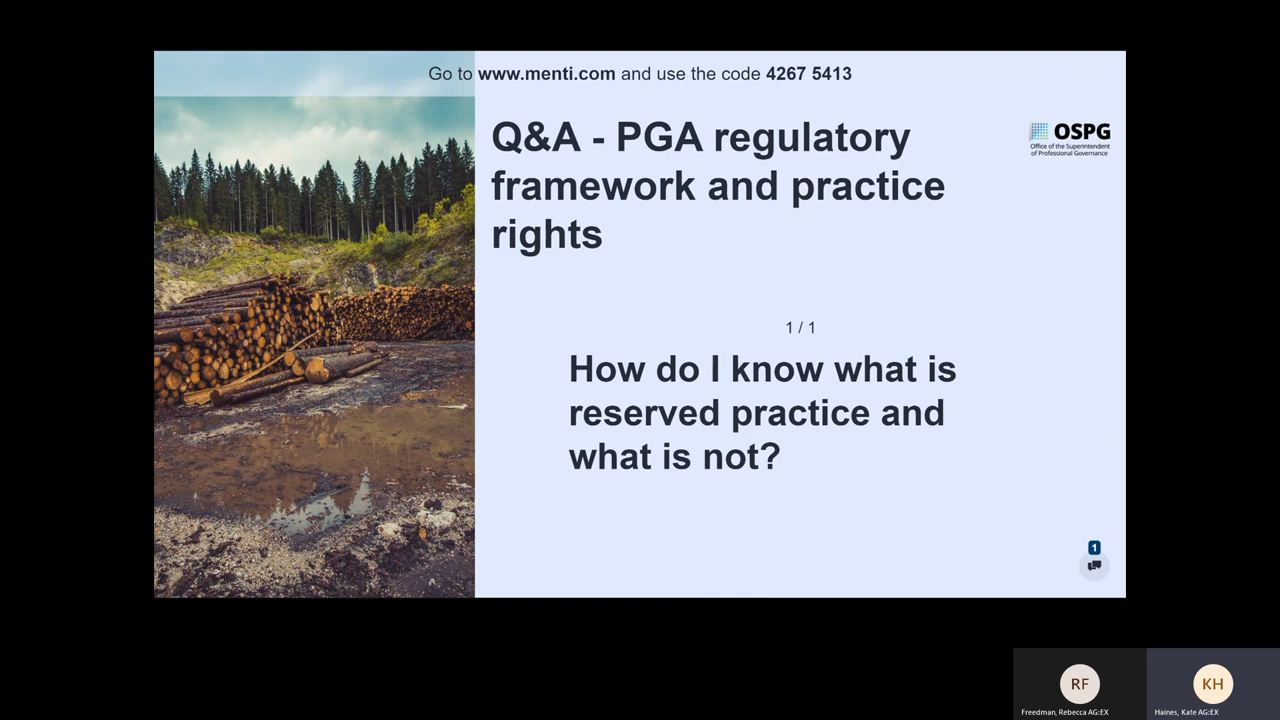 Go to www.menti.com and use the code 4267 5413
Q&A - PGA regulatory
framework and practice
rights
OSPG
Office of the Superintendent
of Professional Governance
1 / 1
How do I know what is
reserved practice and
what is not?
1
RF
KH
Freedman, Rebecca AG:EX
Haines, Kate AG:EX